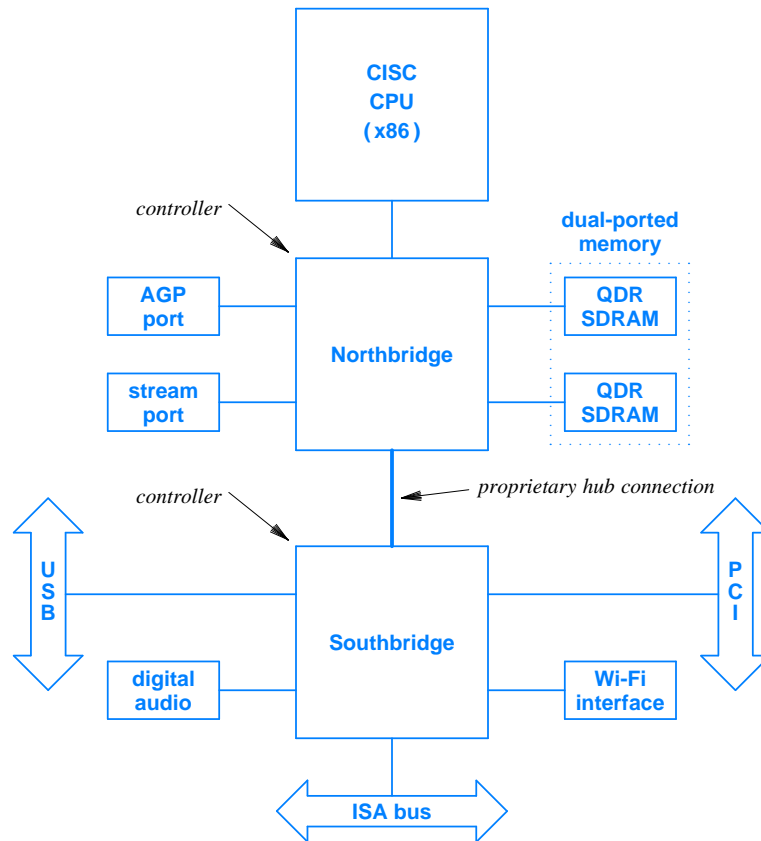 CISC
CPU
( x86 )
controller
dual-ported
memory
AGP
port
QDR
SDRAM
Northbridge
stream
port
QDR
SDRAM
proprietary hub connection
controller
U
S
B
P
C
I
Southbridge
digital
audio
Wi-Fi
interface
ISA bus